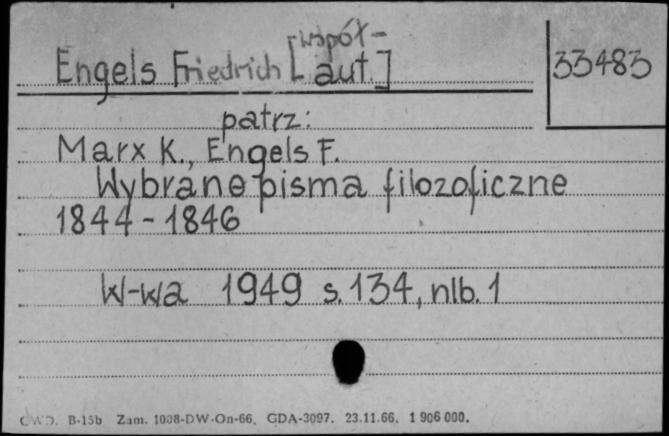 Engels Friedrich [współ-
aut.]
33483
patrz:
Marx K., Engels F.
Wybrane pisma filozoficzne
1844-1846
W-wa 1949 s. 134, nlb. 1
CWD. B-15b Zam. 1038-DW-On-66. GDA-3097. 23.11.66. 1 906 000.